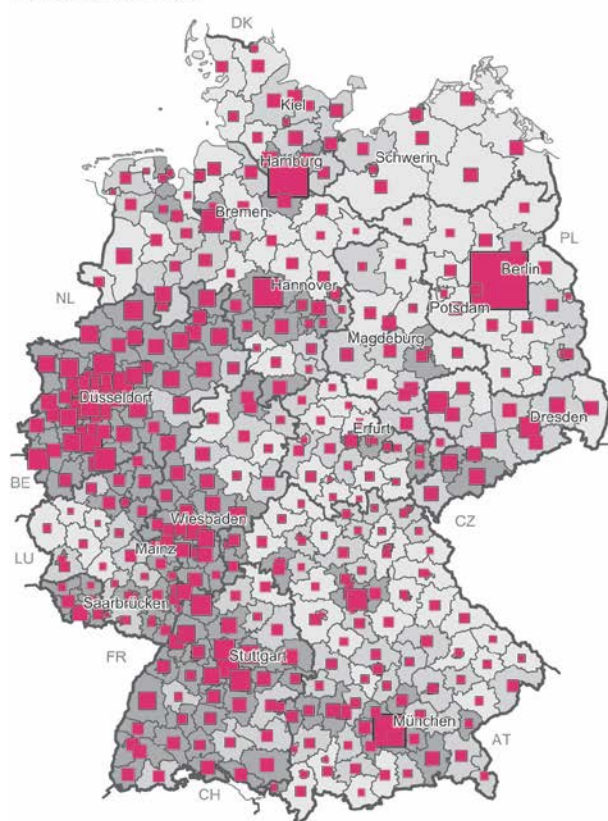 DK
Kiel
Hamburg
Schwerin
Bremen
PL
Berlin
NL
Hannover
Potsdam
Magdeburg
Düsseldorf
Erfurt
Dresden
BE
Wiesbaden
CZ
LU
Mainz
Saarbrücken
FR
Stuttgart
München
AT
CH